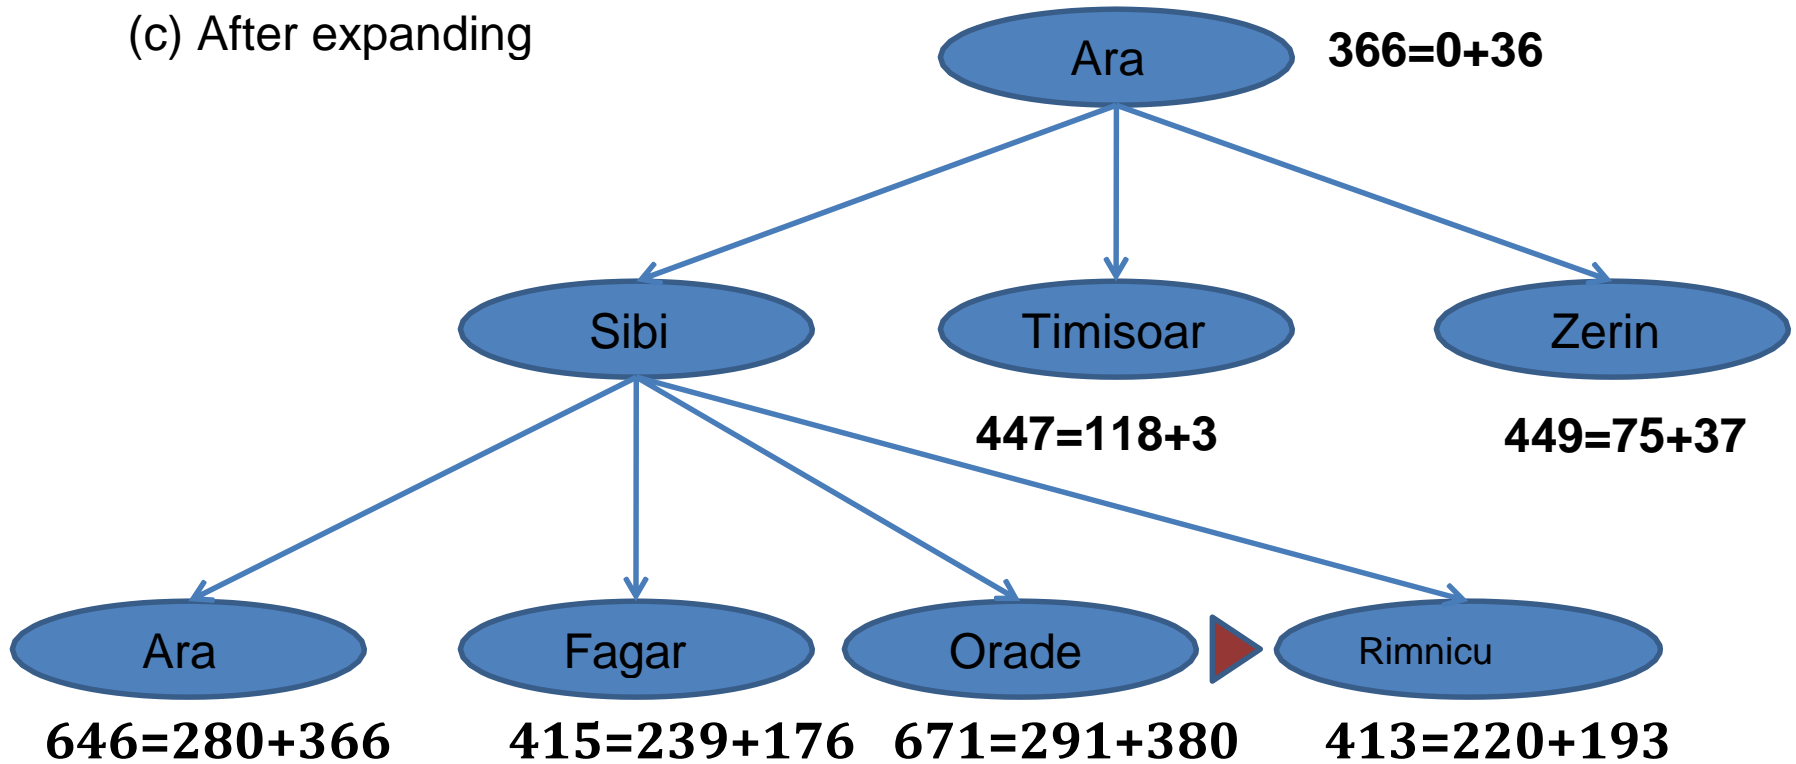 (c) After expanding
Ara
366=0+36
Sibi
Timisoar
Zerin
447=118+3
449=75+37
Ara
Fagar
Orade
Rimnicu
646=280+366
415=239+176
671=291+380
413=220+193